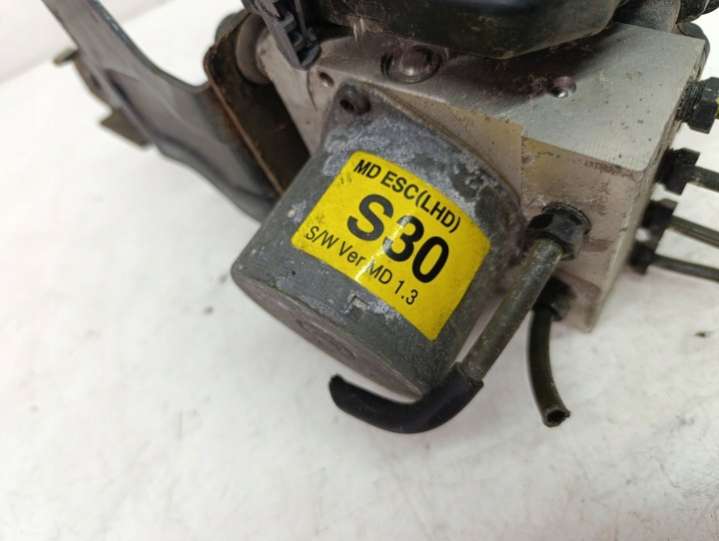 MD ESC(LHD)
S30
S/W Ver MD 1.3